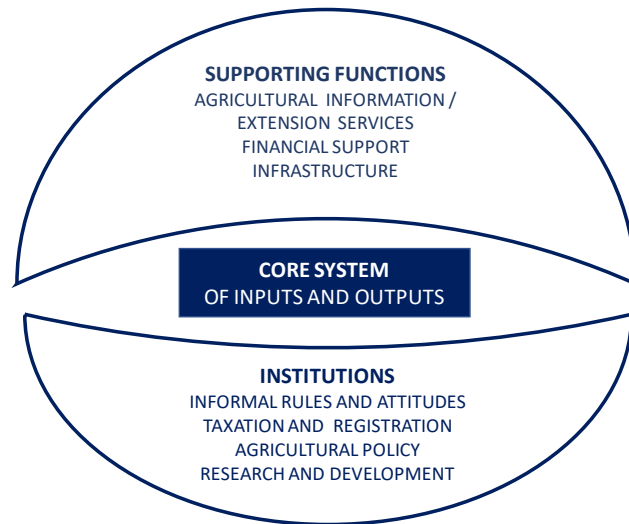 SUPPORTING FUNCTIONS
AGRICULTURAL INFORMATION /
EXTENSION SERVICES
FINANCIAL SUPPORT
INFRASTRUCTURE
CORE SYSTEM
OF INPUTS AND OUTPUTS
INSTITUTIONS
INFORMAL RULES AND ATTITUDES
TAXATION AND REGISTRATION
AGRICULTURAL POLICY
RESEARCH AND DEVELOPMENT